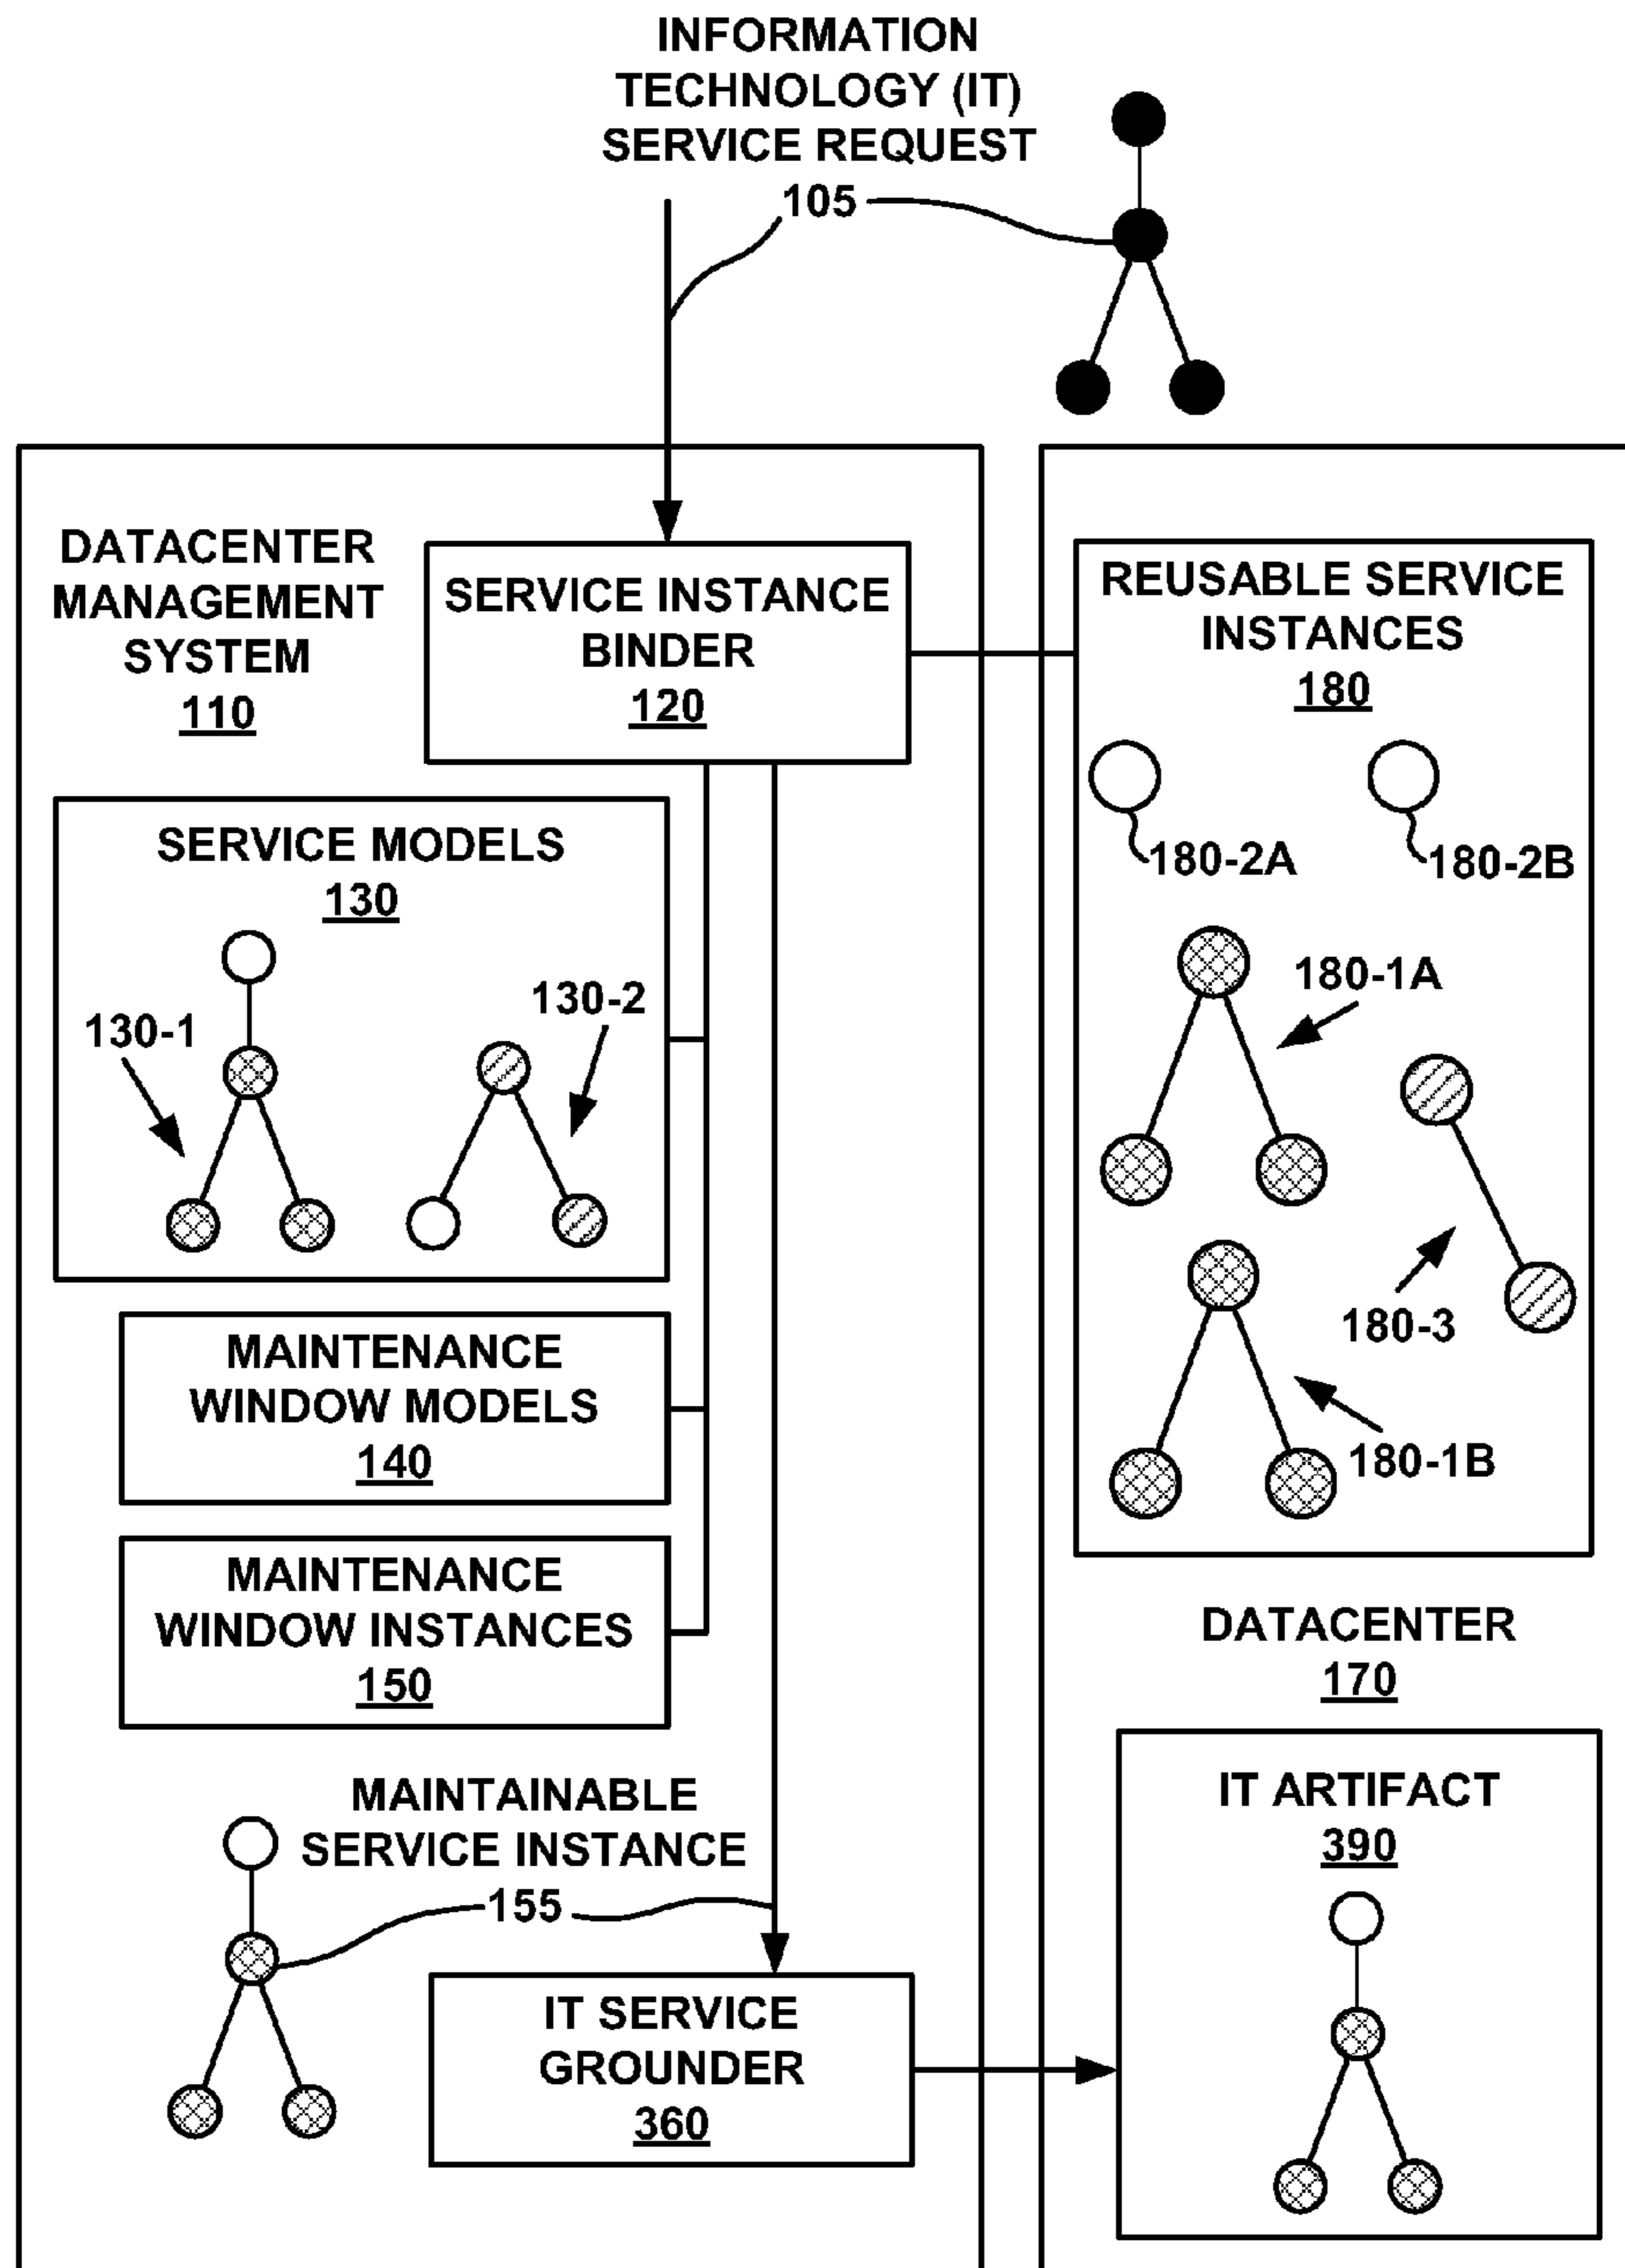 INFORMATION
TECHNOLOGY (IT)
SERVICE REQUEST
105
DATACENTER
MANAGEMENT
SYSTEM
110
SERVICE INSTANCE
BINDER
120
REUSABLE SERVICE
INSTANCES
180
180-2A
180-2B
180-1A
180-3
180-1B
SERVICE MODELS
130
130-1
130-2
MAINTENANCE
WINDOW MODELS
140
MAINTENANCE
WINDOW INSTANCES
150
DATACENTER
170
MAINTAINABLE
SERVICE INSTANCE
155
IT SERVICE
GROUNDER
360
IT ARTIFACT
390